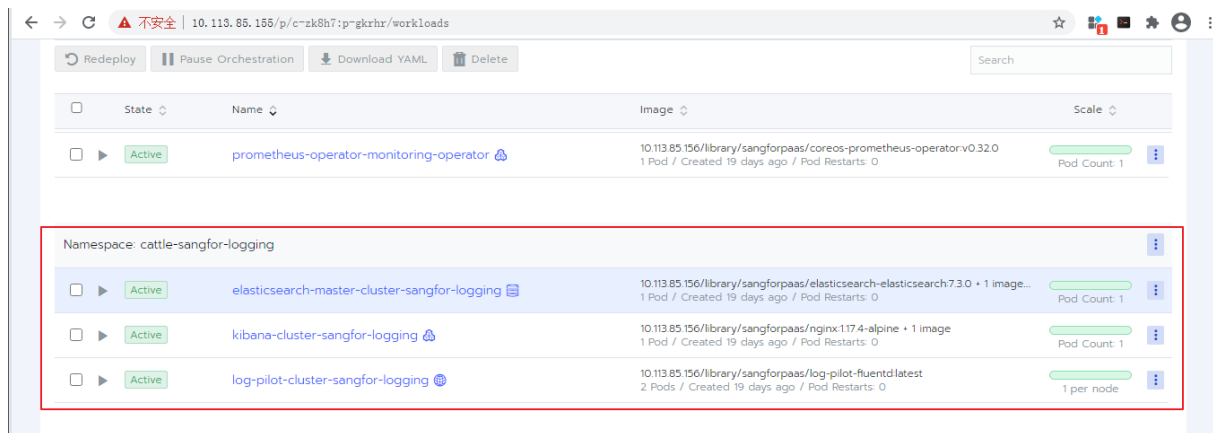 不安全 | 10.113.85.155/p/c-zk8h7:p-gkrhr/workloads
1
Redeploy Pause Orchestration Download YAML Delete Search
State Name Image Scale
Active prometheus-operator-monitoring-operator 10.113.85.156/library/sangforpaas/coreos-prometheus-operator:v0.32.0
1 Pod / Created 19 days ago / Pod Restarts: 0 Pod Count: 1
Namespace: cattle-sangfor-logging
Active elasticsearch-master-cluster-sangfor-logging 10.113.85.156/library/sangforpaas/elasticsearch-elasticsearch:7.3.0 + 1 image...
1 Pod / Created 19 days ago / Pod Restarts: 0 Pod Count: 1
Active kibana-cluster-sangfor-logging 10.113.85.156/library/sangforpaas/nginx:1.17.4-alpine + 1 image
1 Pod / Created 19 days ago / Pod Restarts: 0 Pod Count: 1
Active log-pilot-cluster-sangfor-logging 10.113.85.156/library/sangforpaas/log-pilot-fluentd:latest
2 Pods / Created 19 days ago / Pod Restarts: 0 1 per node